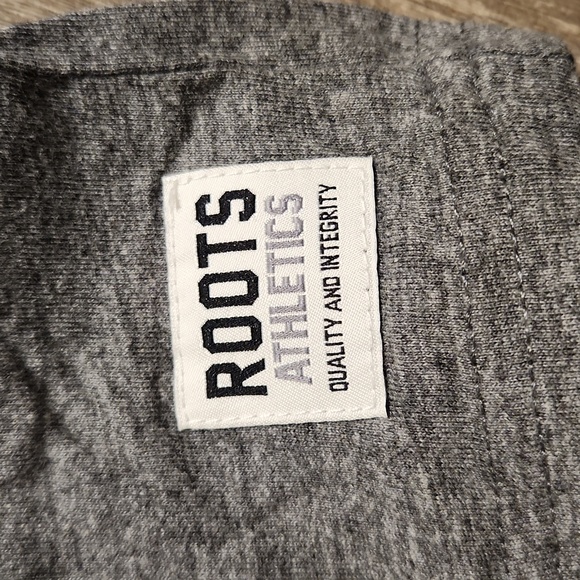 ROOTS
ATHLETICS
QUALITY AND INTEGRITY